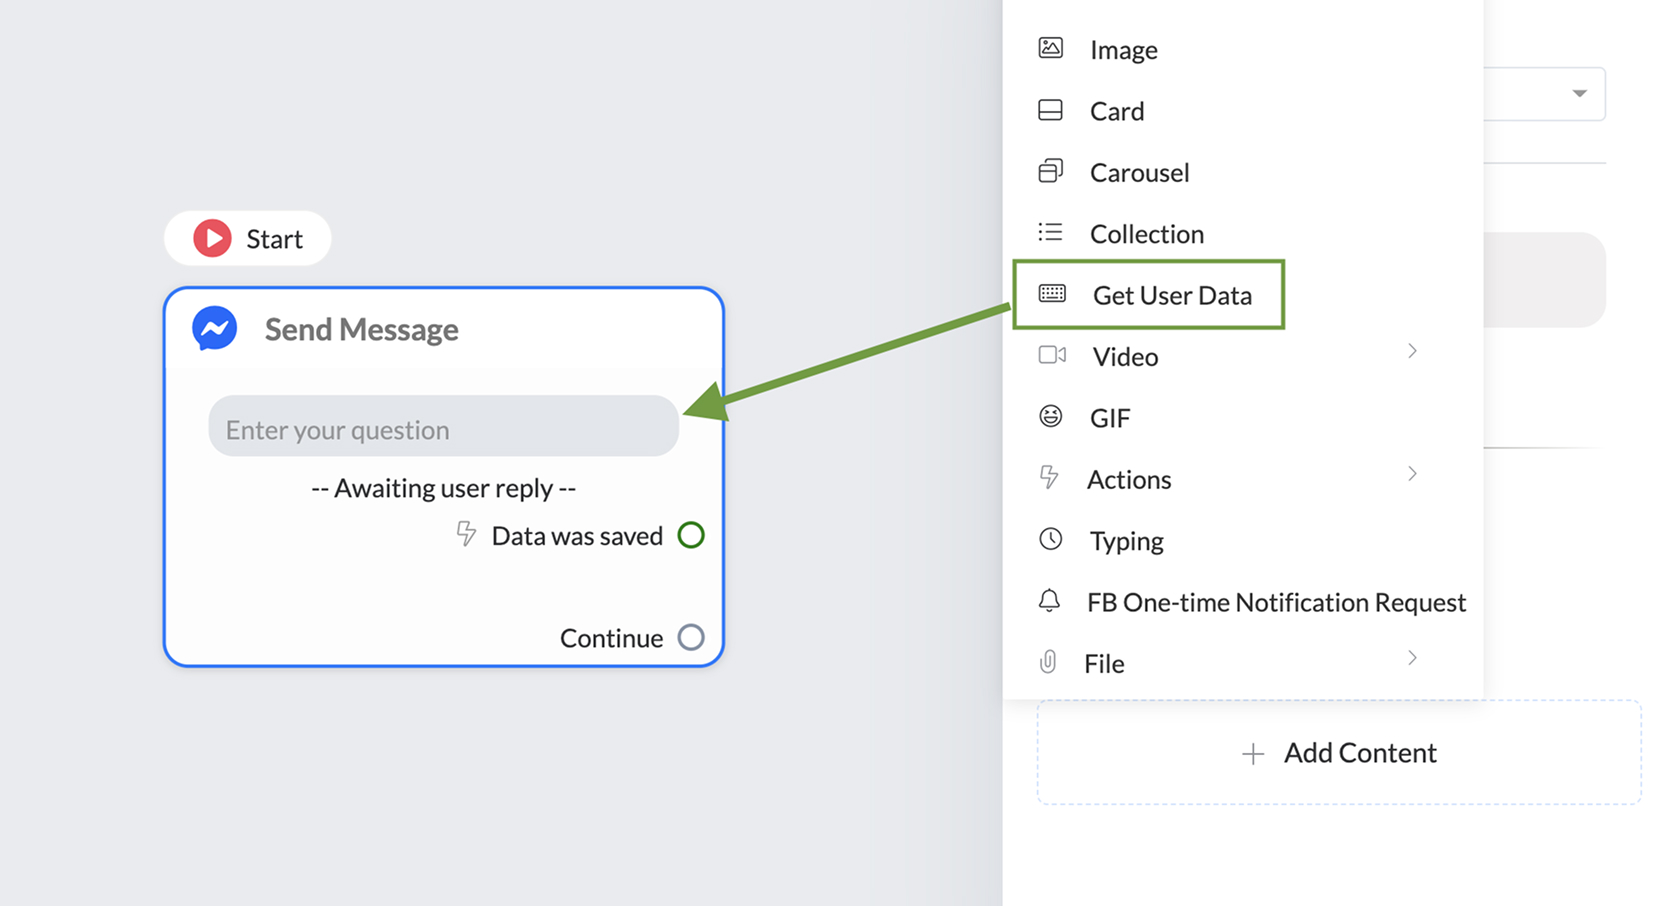 Start
Send Message
Enter your question
-- Awaiting user reply --
Data was saved
Continue
Image
Card
Carousel
Collection
Get User Data
Video
GIF
Actions
Typing
FB One-time Notification Request
File
Add Content